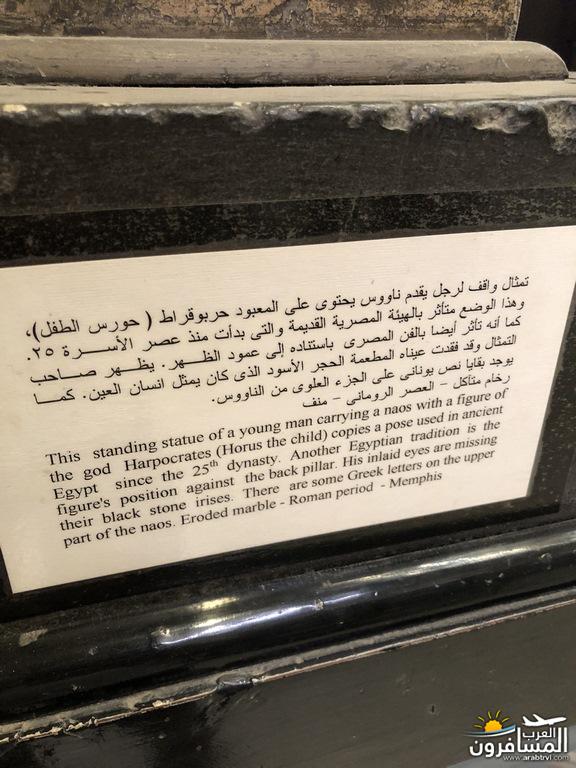 تمثال واقف لرجل يقدم ناووس يحتوى على المعبود حربوقراط ( حورس الطفل)،
وهذا الوضع متأثر بالهيئة المصرية القديمة والتى بدأت منذ عصر الأسرة ٢٥.
كما أنه تأثر أيضا بالفن المصرى باستناده إلى عمود الظهر. يظهر صاحب
التمثال وقد فقدت عيناه المطعمة الحجر الأسود الذى كان يمثل انسان العين. كما
يوجد بقايا نص يونانى على الجزء العلوى من الناووس.
رخام متآكل – العصر الرومانى – منف
This standing statue of a young man carrying a naos with a figure of
the god Harpocrates (Horus the child) copies a pose used in ancient
Egypt since the 25th dynasty. Another Egyptian tradition is the
figure's position against the back pillar. His inlaid eyes are missing
their black stone irises. There are some Greek letters on the upper
part of the naos. Eroded marble - Roman period - Memphis
العرب
المسافرون
www.arabtrvl.com